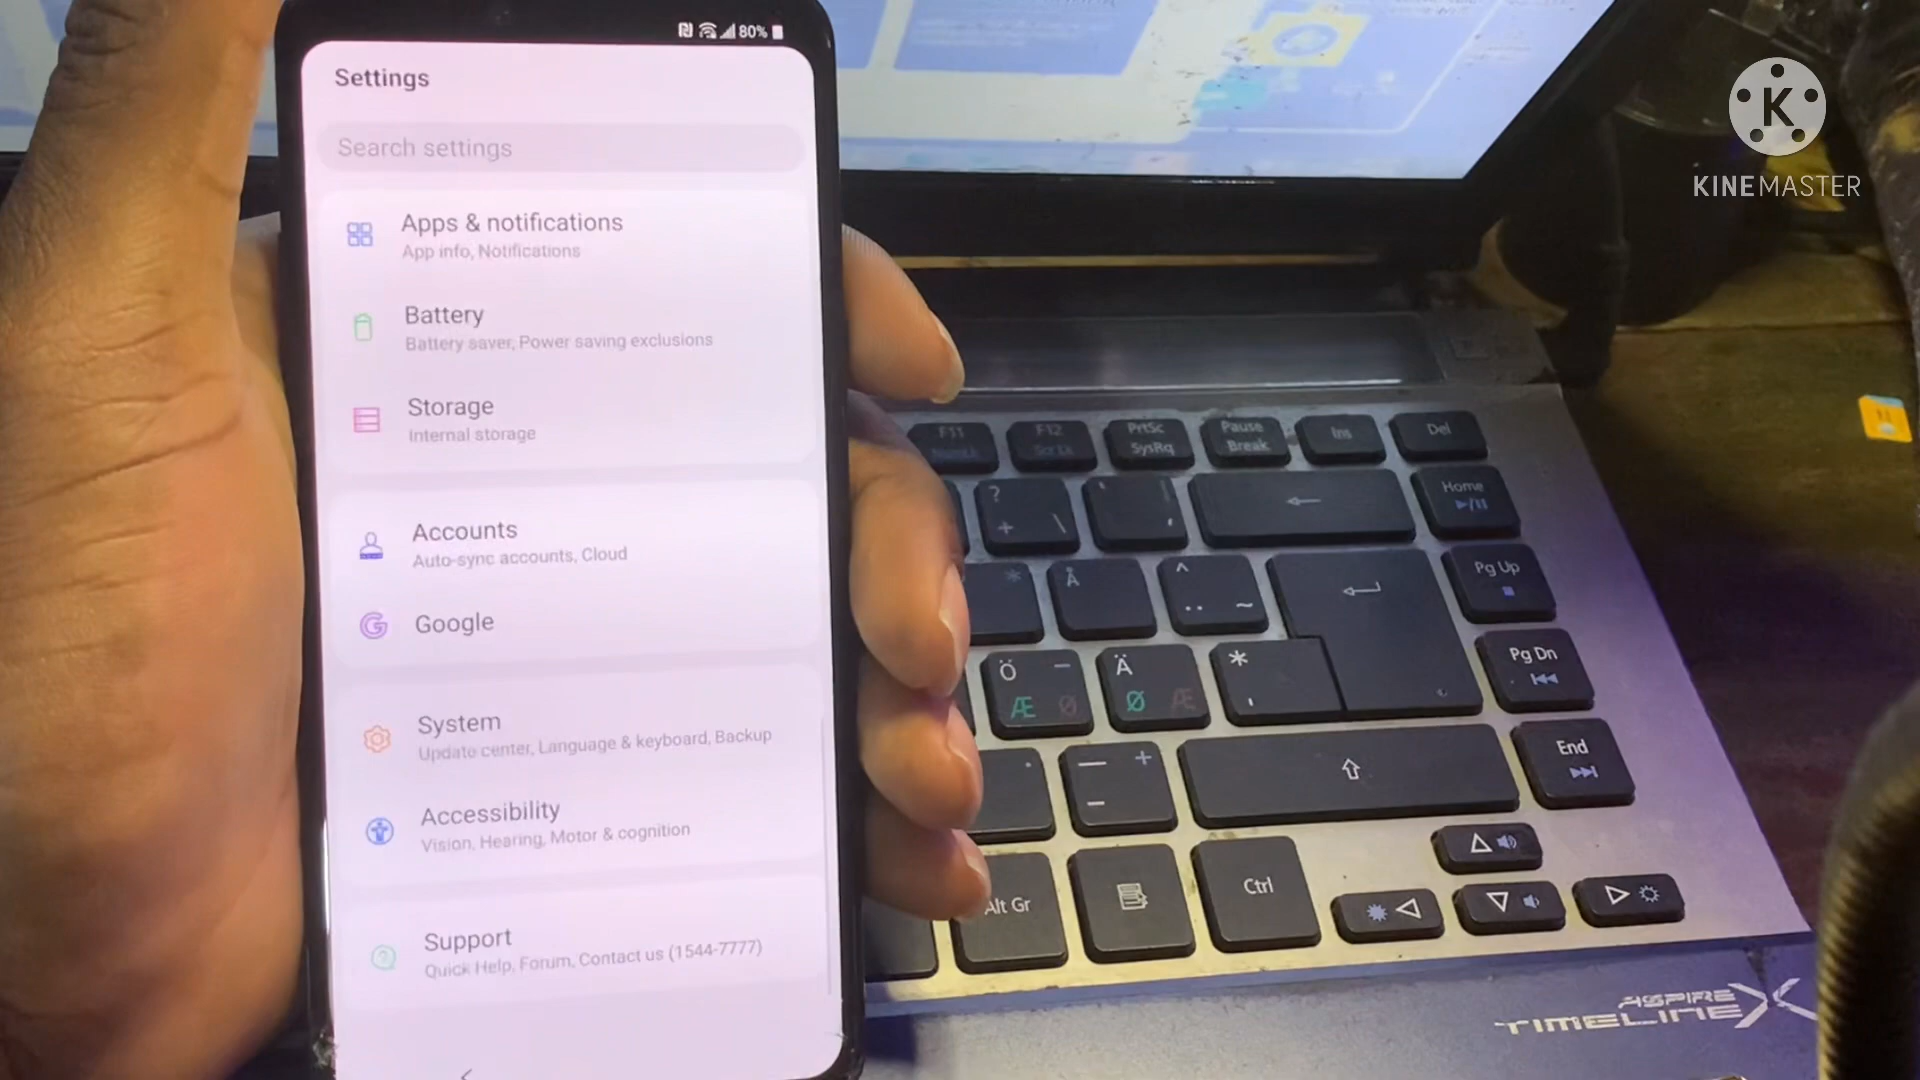 80%
Settings
Search settings
Apps & notifications
App info, Notifications
Battery
Battery saver, Power saving exclusions
Storage
Internal storage
Accounts
Auto-sync accounts, Cloud
Google
System
Update center, Language & keyboard, Backup
Accessibility
Vision, Hearing, Motor & cognition
Support
Quick Help, Forum, Contact us (1544-7777)
K
KINEMASTER
F11
F12
Scr Lk
PrtSc
SysRq
Pause
Break
Ins
Del
? + \
Home
Pg Up
* Å ^ ¨ ~
Pg Dn
Ö Æ Ø
Ä Ø Æ
* '
End
Alt Gr
Ctrl
ASPIRE
TIMELINEX